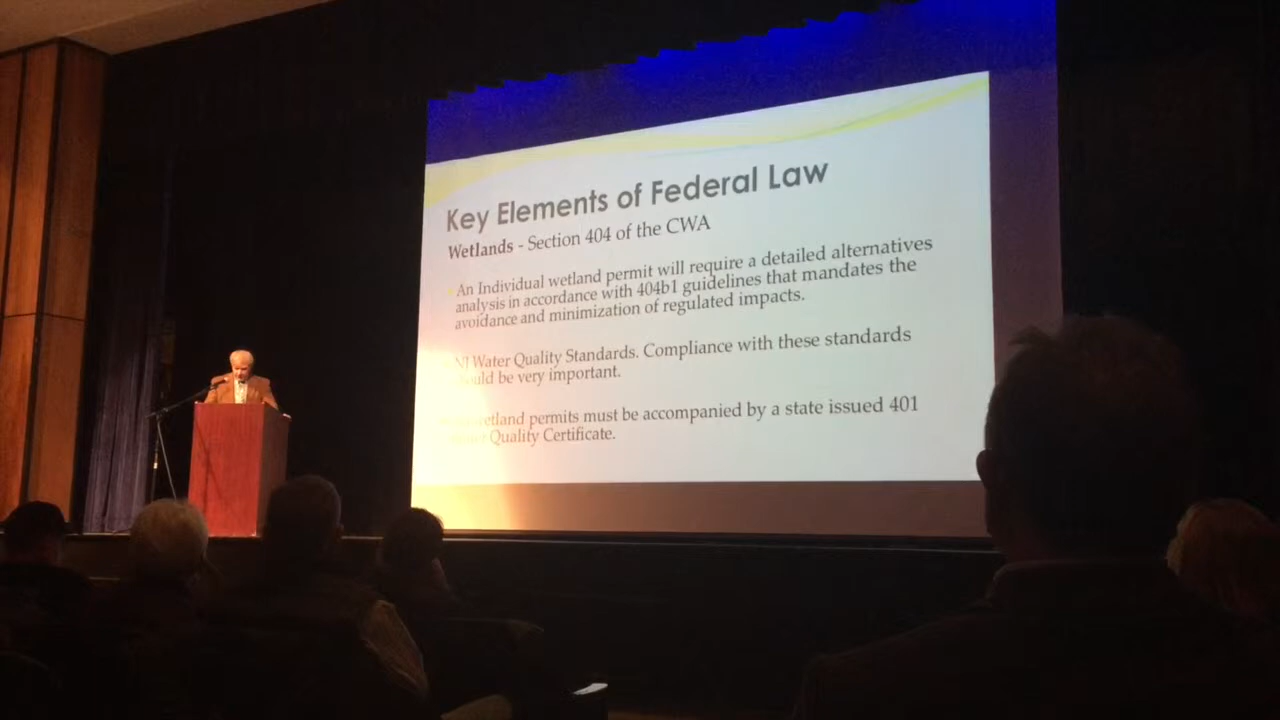 Key Elements of Federal Law
Wetlands - Section 404 of the CWA
An Individual wetland permit will require a detailed alternatives
analysis in accordance with 404b1 guidelines that mandates the
avoidance and minimization of regulated impacts.
NJ Water Quality Standards. Compliance with these standards
be very important.
permits must be accompanied by a state issued 401
Quality Certificate.